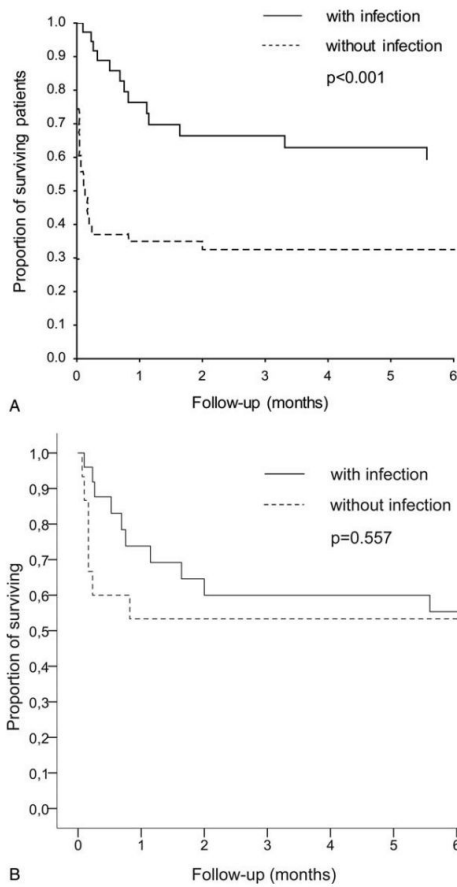 1.0
with infection
0.9
without infection
0.8
p<0.001
0.7
0.6
0.5
0.4
0.3
0.2
0.1
0.0
Proportion of surviving patients
0 1 2 3 4 5 6
Follow-up (months)
A
1,0
with infection
0,9
without infection
0,8
p=0.557
0,7
0,6
0,5
0,4
0,3
0,2
0,1
0,0
Proportion of surviving
0 1 2 3 4 5 6
Follow-up (months)
B